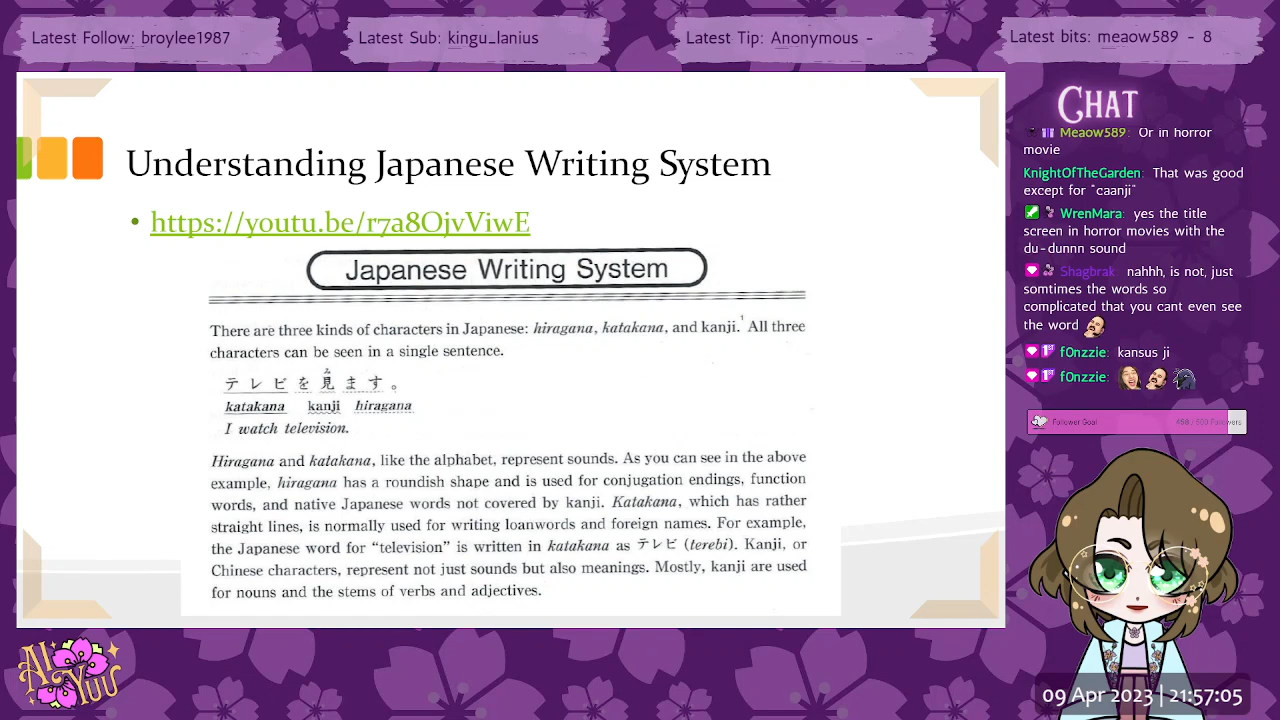 Latest Follow: broylee1987
Latest Sub: kingu_lanius
Latest Tip: Anonymous -
Latest bits: meaow589 - 8
Understanding Japanese Writing System
• https://youtu.be/r7a8OjvViwE
Japanese Writing System
There are three kinds of characters in Japanese: hiragana, katakana, and kanji.¹ All three
characters can be seen in a single sentence.
み
テレビを見ます。
katakana kanji hiragana
I watch television.
Hiragana and katakana, like the alphabet, represent sounds. As you can see in the above
example, hiragana has a roundish shape and is used for conjugation endings, function
words, and native Japanese words not covered by kanji. Katakana, which has rather
straight lines, is normally used for writing loanwords and foreign names. For example,
the Japanese word for "television" is written in katakana as テレビ (terebi). Kanji, or
Chinese characters, represent not just sounds but also meanings. Mostly, kanji are used
for nouns and the stems of verbs and adjectives.
CHAT
Meaow589: Or in horror
movie
KnightOfTheGarden: That was good
except for "caanji"
WrenMara: yes the title
screen in horror movies with the
du-dunnn sound
Shagbrak: nahhh, is not, just
somtimes the words so
complicated that you cant even see
the word
f0nzzie: kansus ji
f0nzzie:
Follower Goal
Followers
AI YUU
09 Apr 2023 | 21:57:05